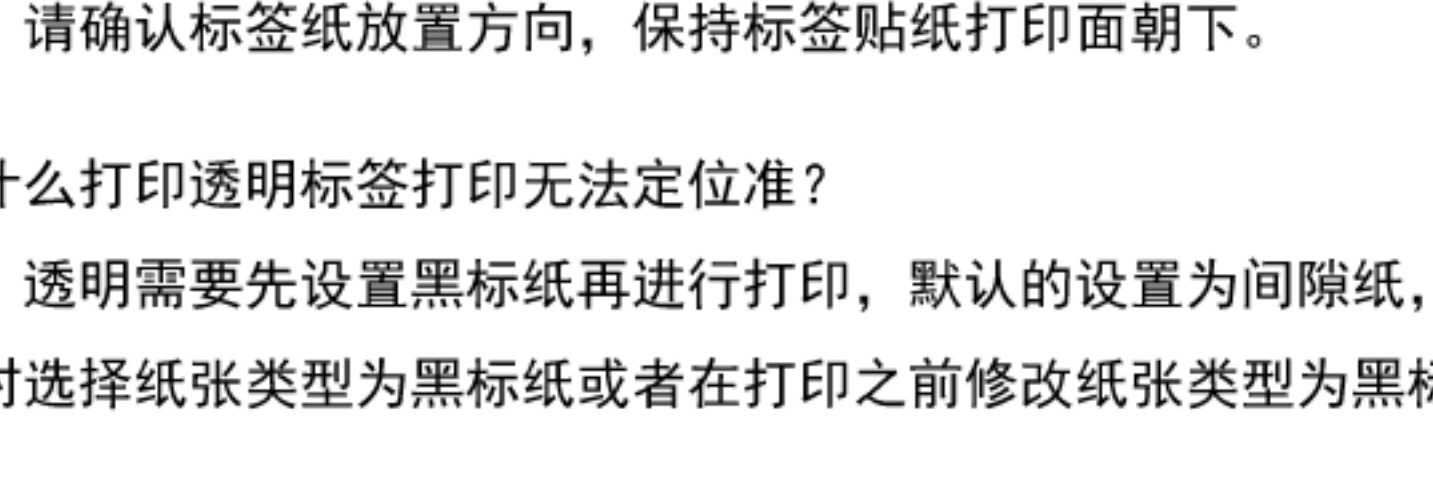 请确认标签纸放置方向，保持标签贴纸打印面朝下。
什么打印透明标签打印无法定位准？
透明需要先设置黑标纸再进行打印，默认的设置为间隙纸，
时选择纸张类型为黑标纸或者在打印之前修改纸张类型为黑标